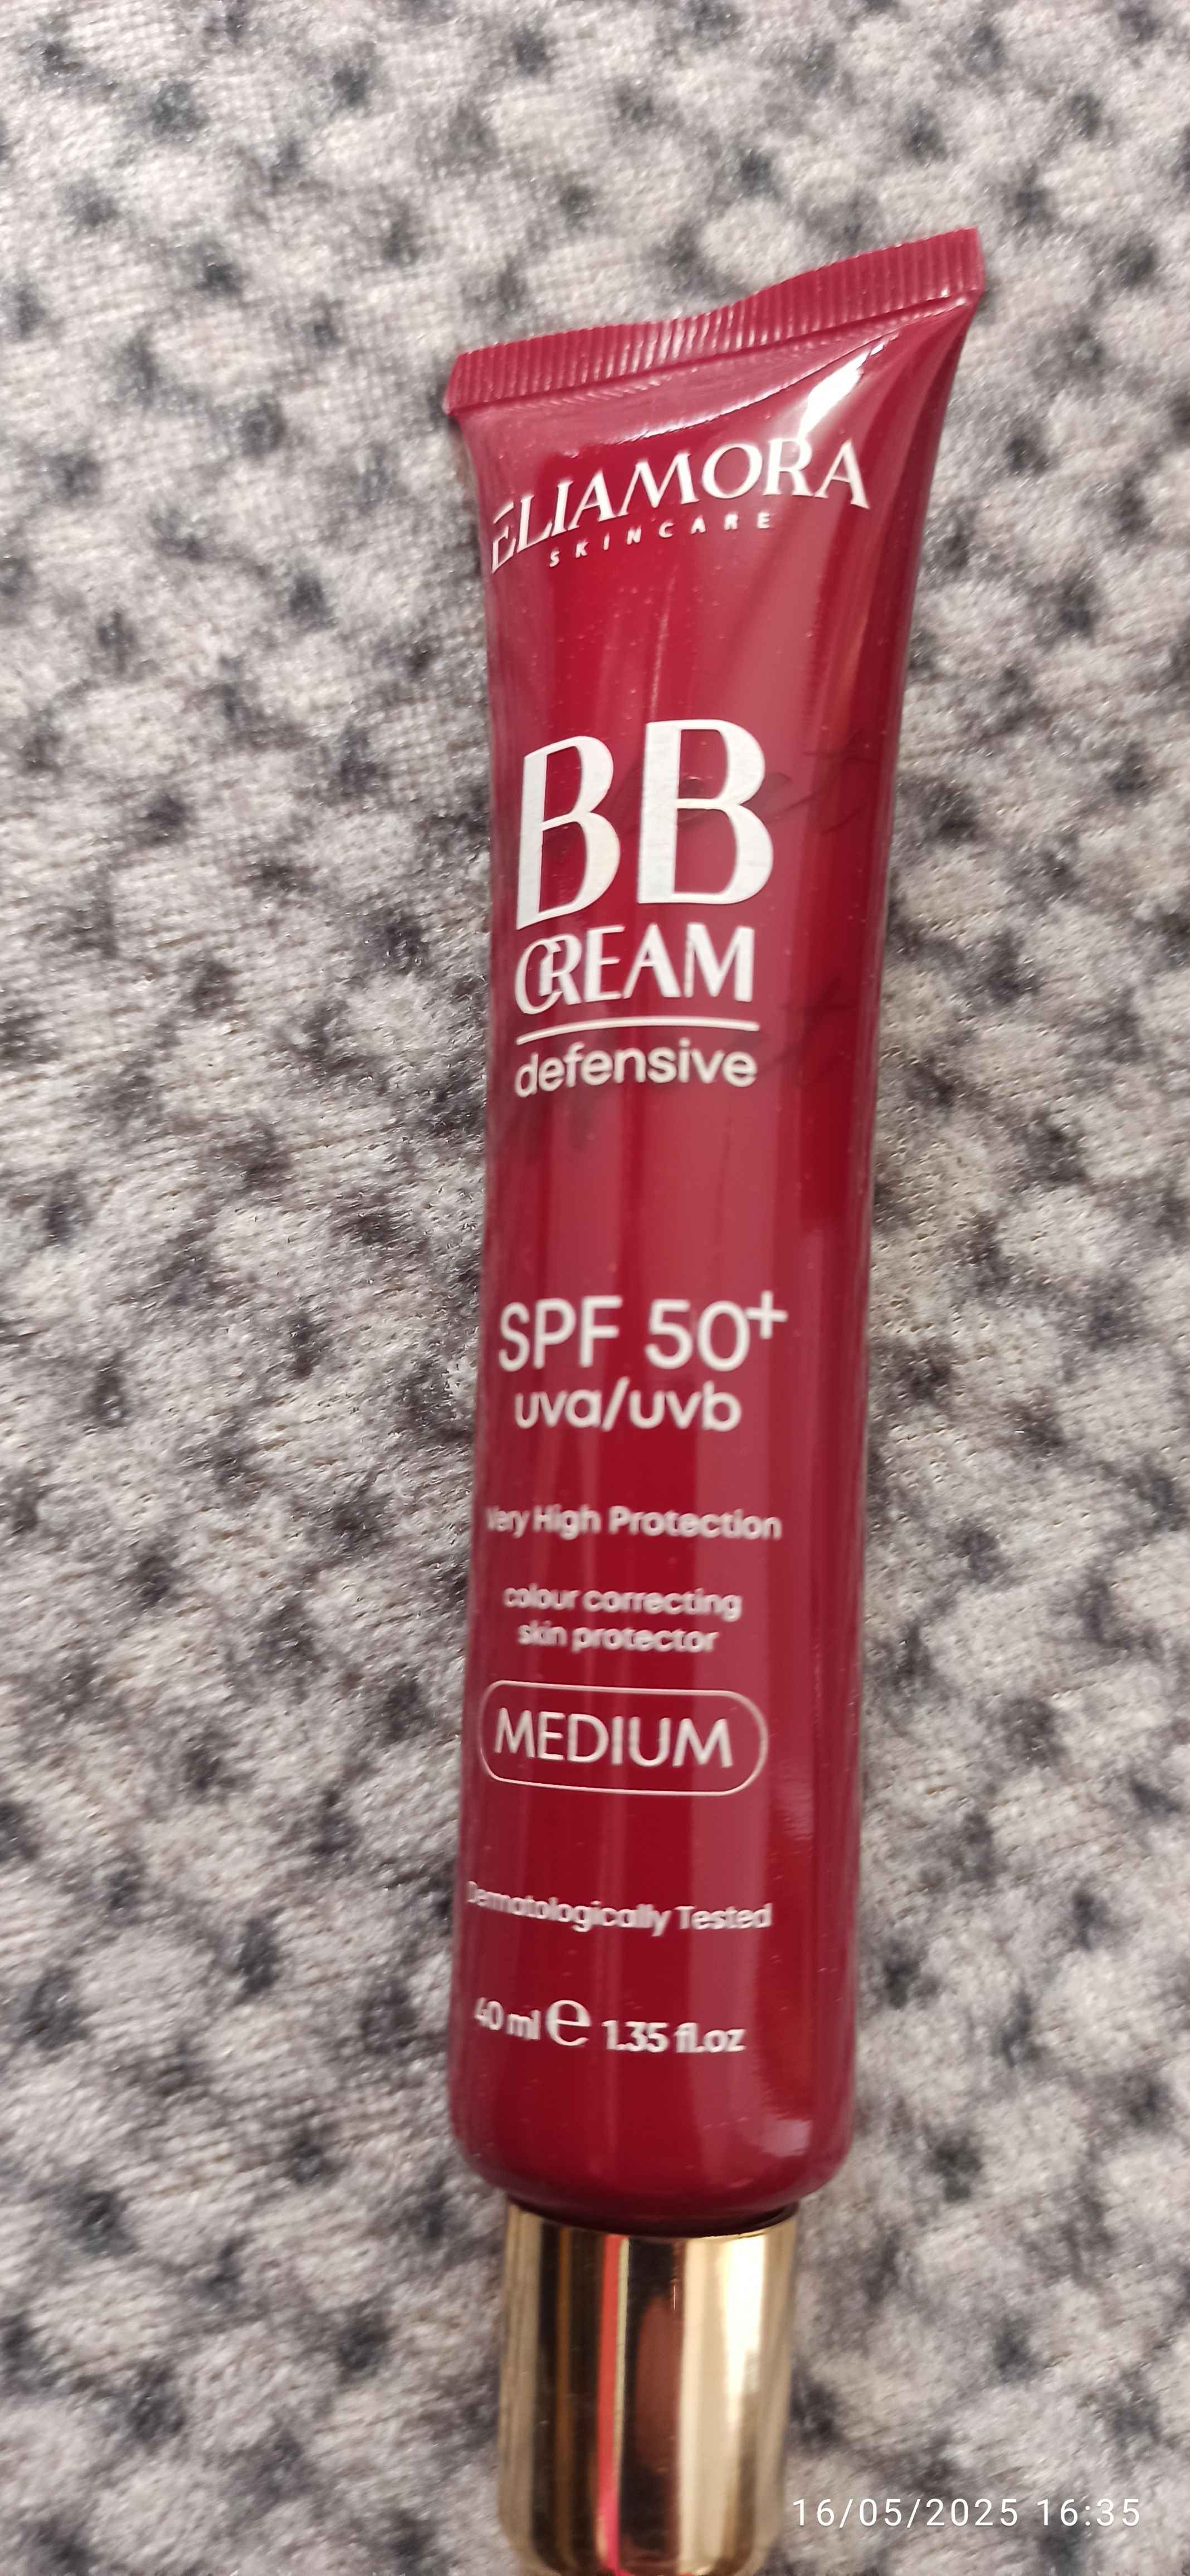 ELIAMORA
SKINCARE
BB
CREAM
defensive
SPF 50+
uva/uvb
Very High Protection
colour correcting
skin protector
MEDIUM
Dermatologically Tested
40 ml e 1.35 fl.oz
16/05/2025 16:35